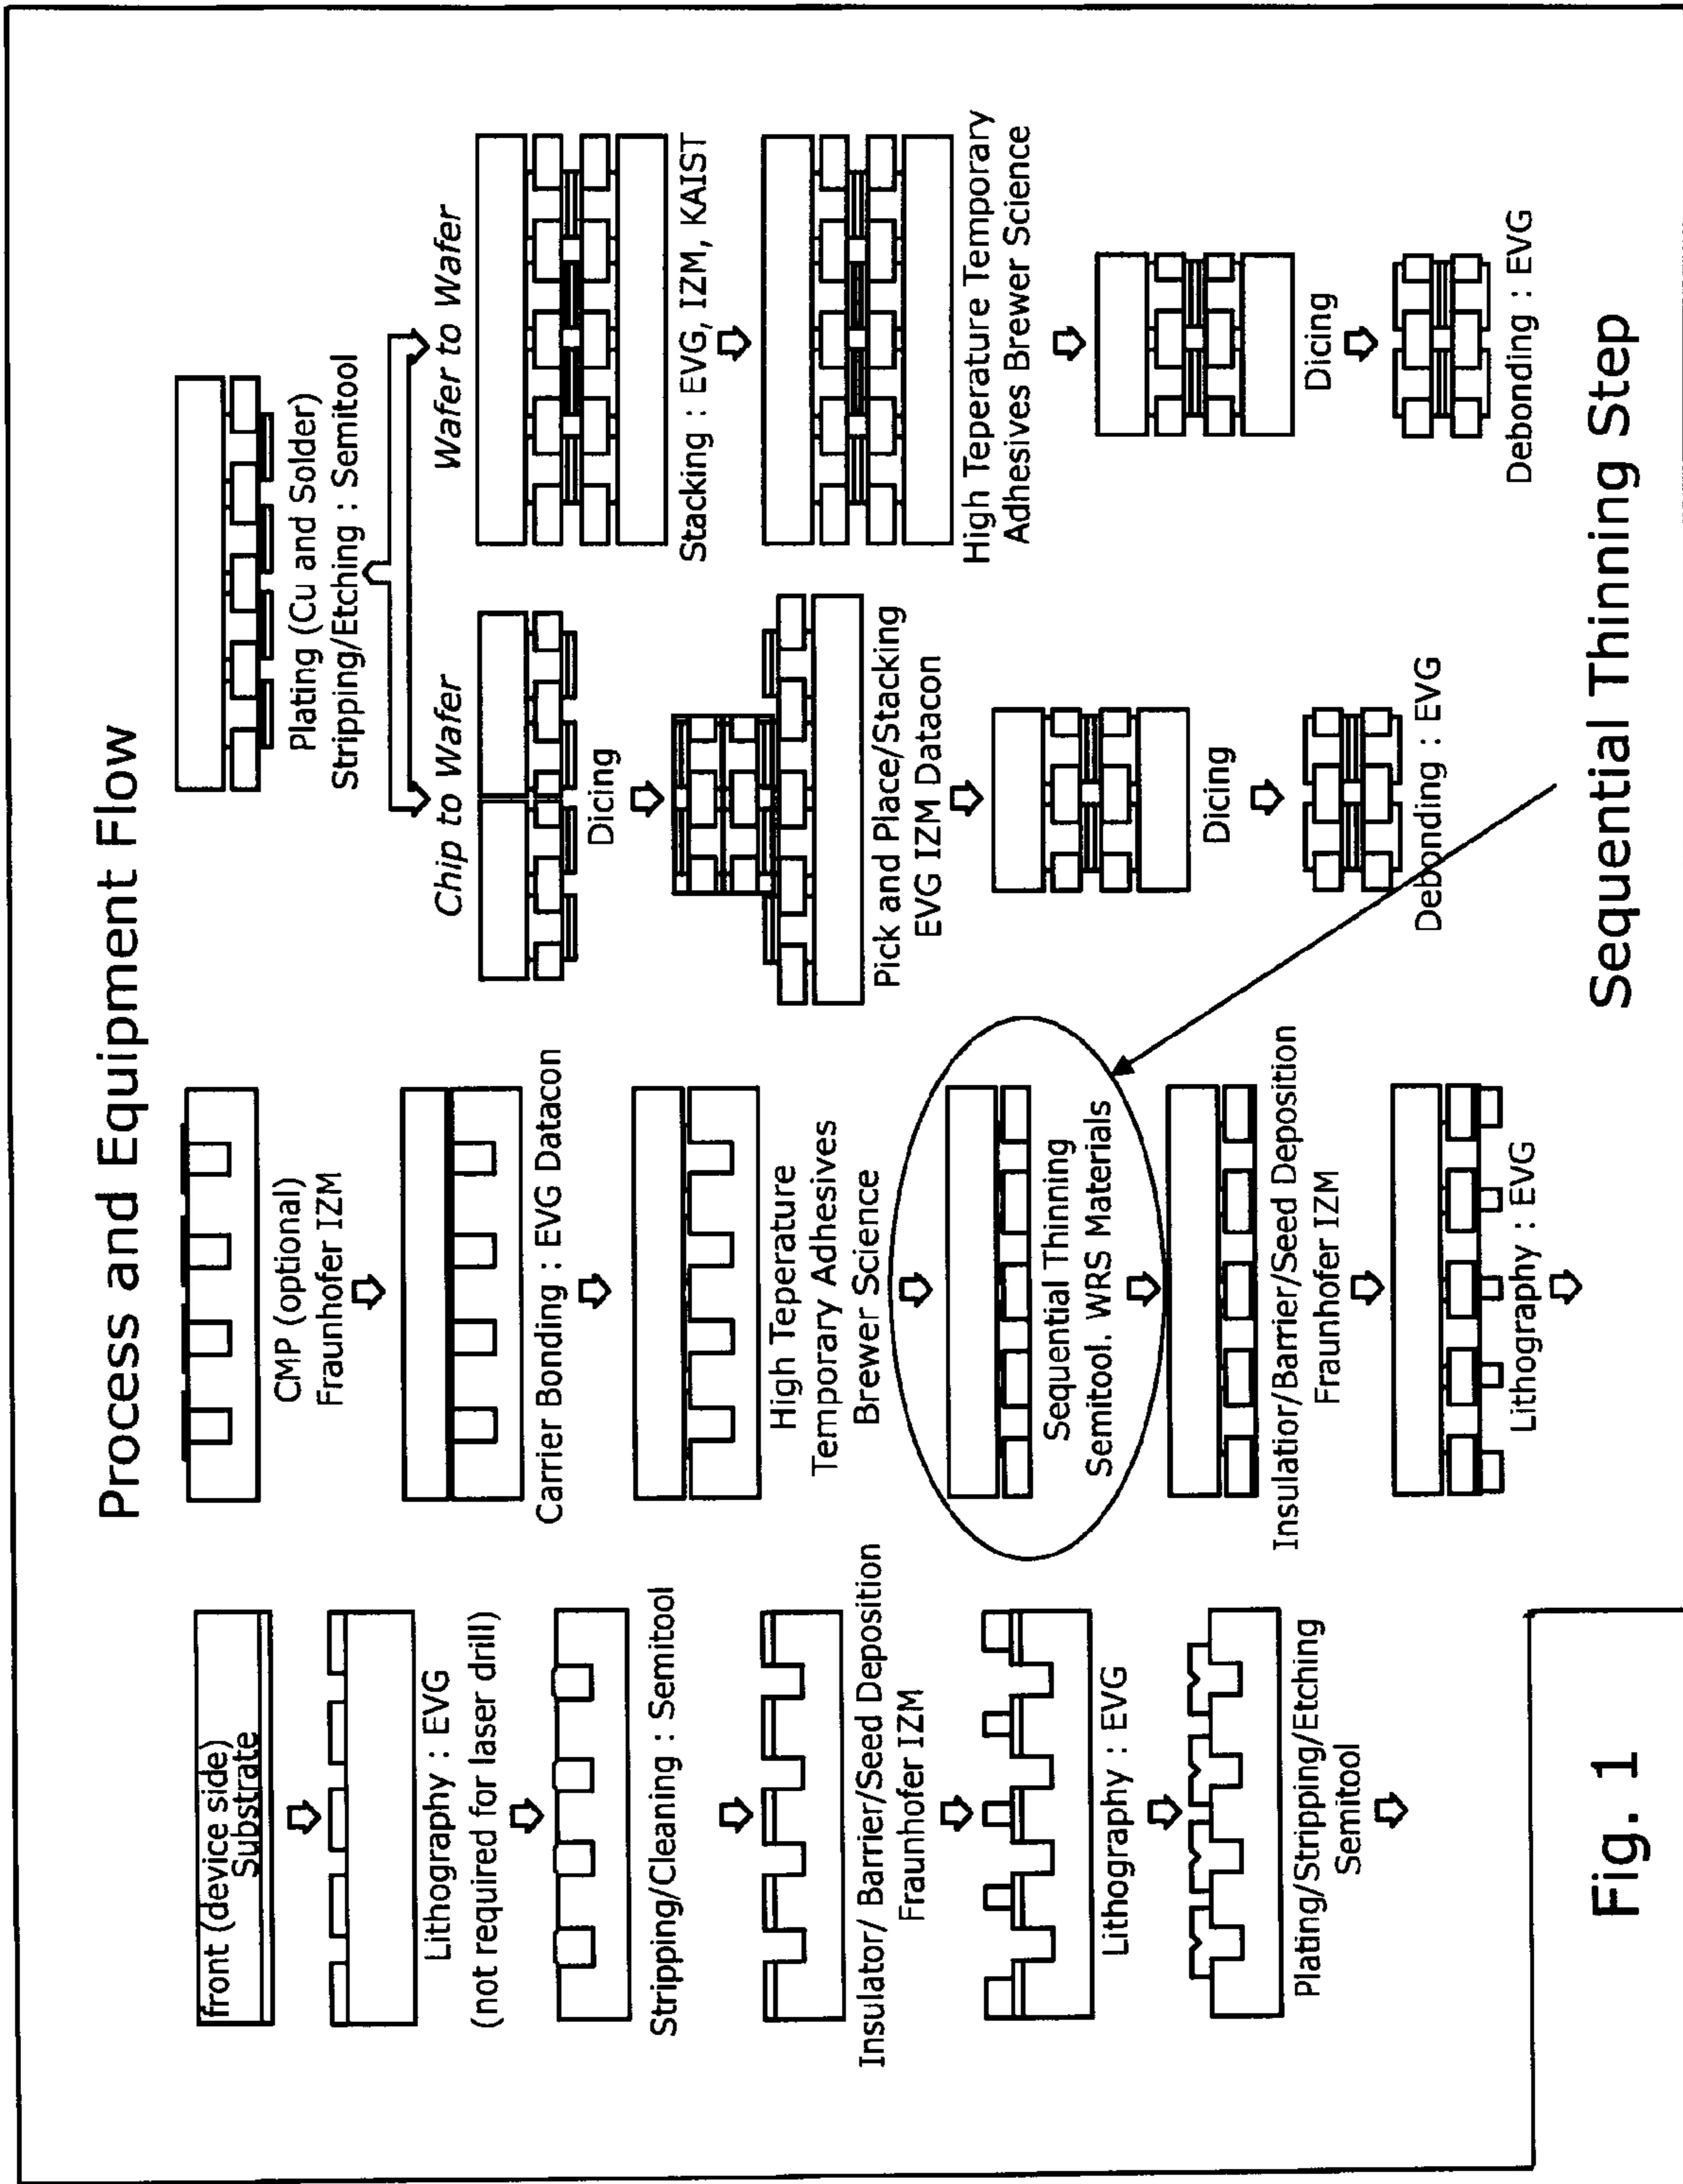 Process and Equipment Flow
front (device side)
Substrate
Lithography : EVG
(not required for laser drill)
Stripping/Cleaning : Semitool
Insulator/ Barrier/Seed Deposition
Fraunhofer IZM
Lithography : EVG
Plating/Stripping/Etching
Semitool
CMP (optional)
Fraunhofer IZM
Carrier Bonding : EVG Datacon
High Teperature
Temporary Adhesives
Brewer Science
Sequential Thinning
Semitool. WRS Materials
Insulatior/Barrier/Seed Deposition
Fraunhofer IZM
Lithography : EVG
Plating (Cu and Solder)
Stripping/Etching : Semitool
Chip to Wafer
Dicing
Pick and Place/Stacking
EVG IZM Datacon
Dicing
Debonding : EVG
Wafer to Wafer
Stacking : EVG, IZM, KAIST
High Teperature Temporary
Adhesives Brewer Science
Dicing
Debonding : EVG
Sequential Thinning Step
Fig. 1